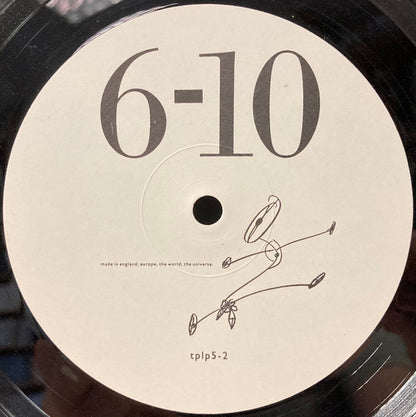 6-10
made in england, europe, the world, the universe.
tplp5-2